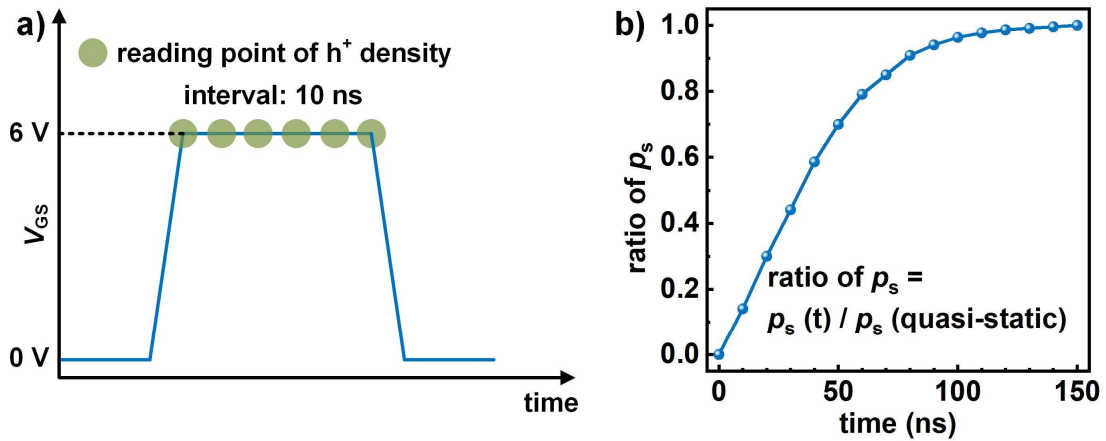 a)
reading point of h+ density
interval: 10 ns
6 V
VGS
0 V
time
b)
1.0
0.8
0.6
0.4
0.2
0.0
ratio of ps
ratio of ps =
ps (t) / ps (quasi-static)
0 50 100 150
time (ns)